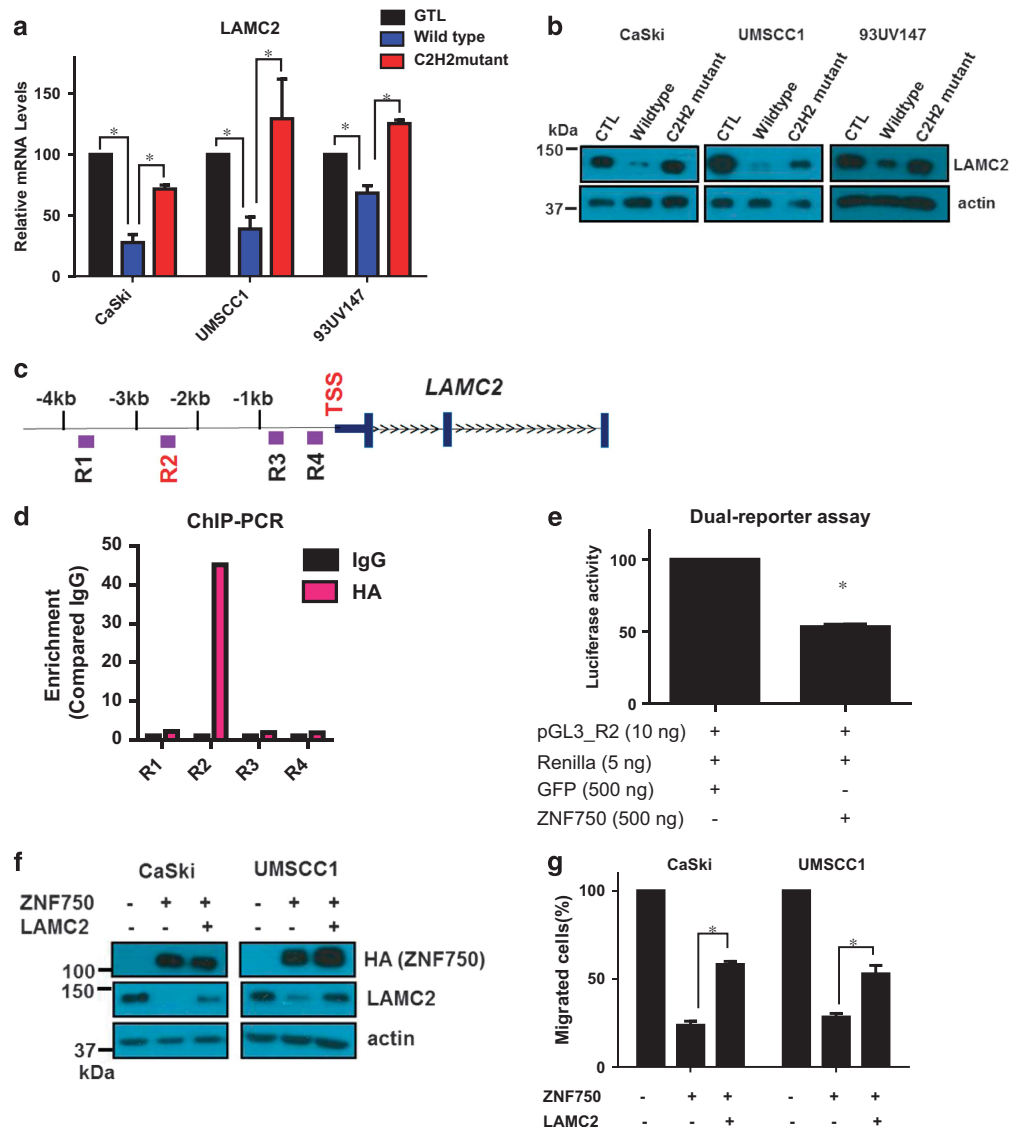 a
LAMC2
GTL
Wild type
C2H2mutant
Relative mRNA Levels
150
100
50
0
* * * * * *
CaSki
UMSCC1
93UV147
b
CaSki UMSCC1 93UV147
CTL Wildtype C2H2 mutant CTL Wildtype C2H2 mutant CTL Wildtype C2H2 mutant
kDa
150
LAMC2
37
actin
c
-4kb -3kb -2kb -1kb TSS LAMC2
R1 R2 R3 R4
d
ChIP-PCR
Enrichment
(Compared IgG)
50
40
30
20
10
0
IgG
HA
R1 R2 R3 R4
e
Dual-reporter assay
Luciferase activity
100
50
0
*
pGL3_R2 (10 ng) + +
Renilla (5 ng) + +
GFP (500 ng) + -
ZNF750 (500 ng) - +
f
CaSki UMSCC1
ZNF750 - + + - + +
LAMC2 - - + - - +
100
HA (ZNF750)
150
LAMC2
37
actin
kDa
g
CaSki UMSCC1
Migrated cells(%)
100
50
0
* *
ZNF750 - + + - + +
LAMC2 - - + - - +